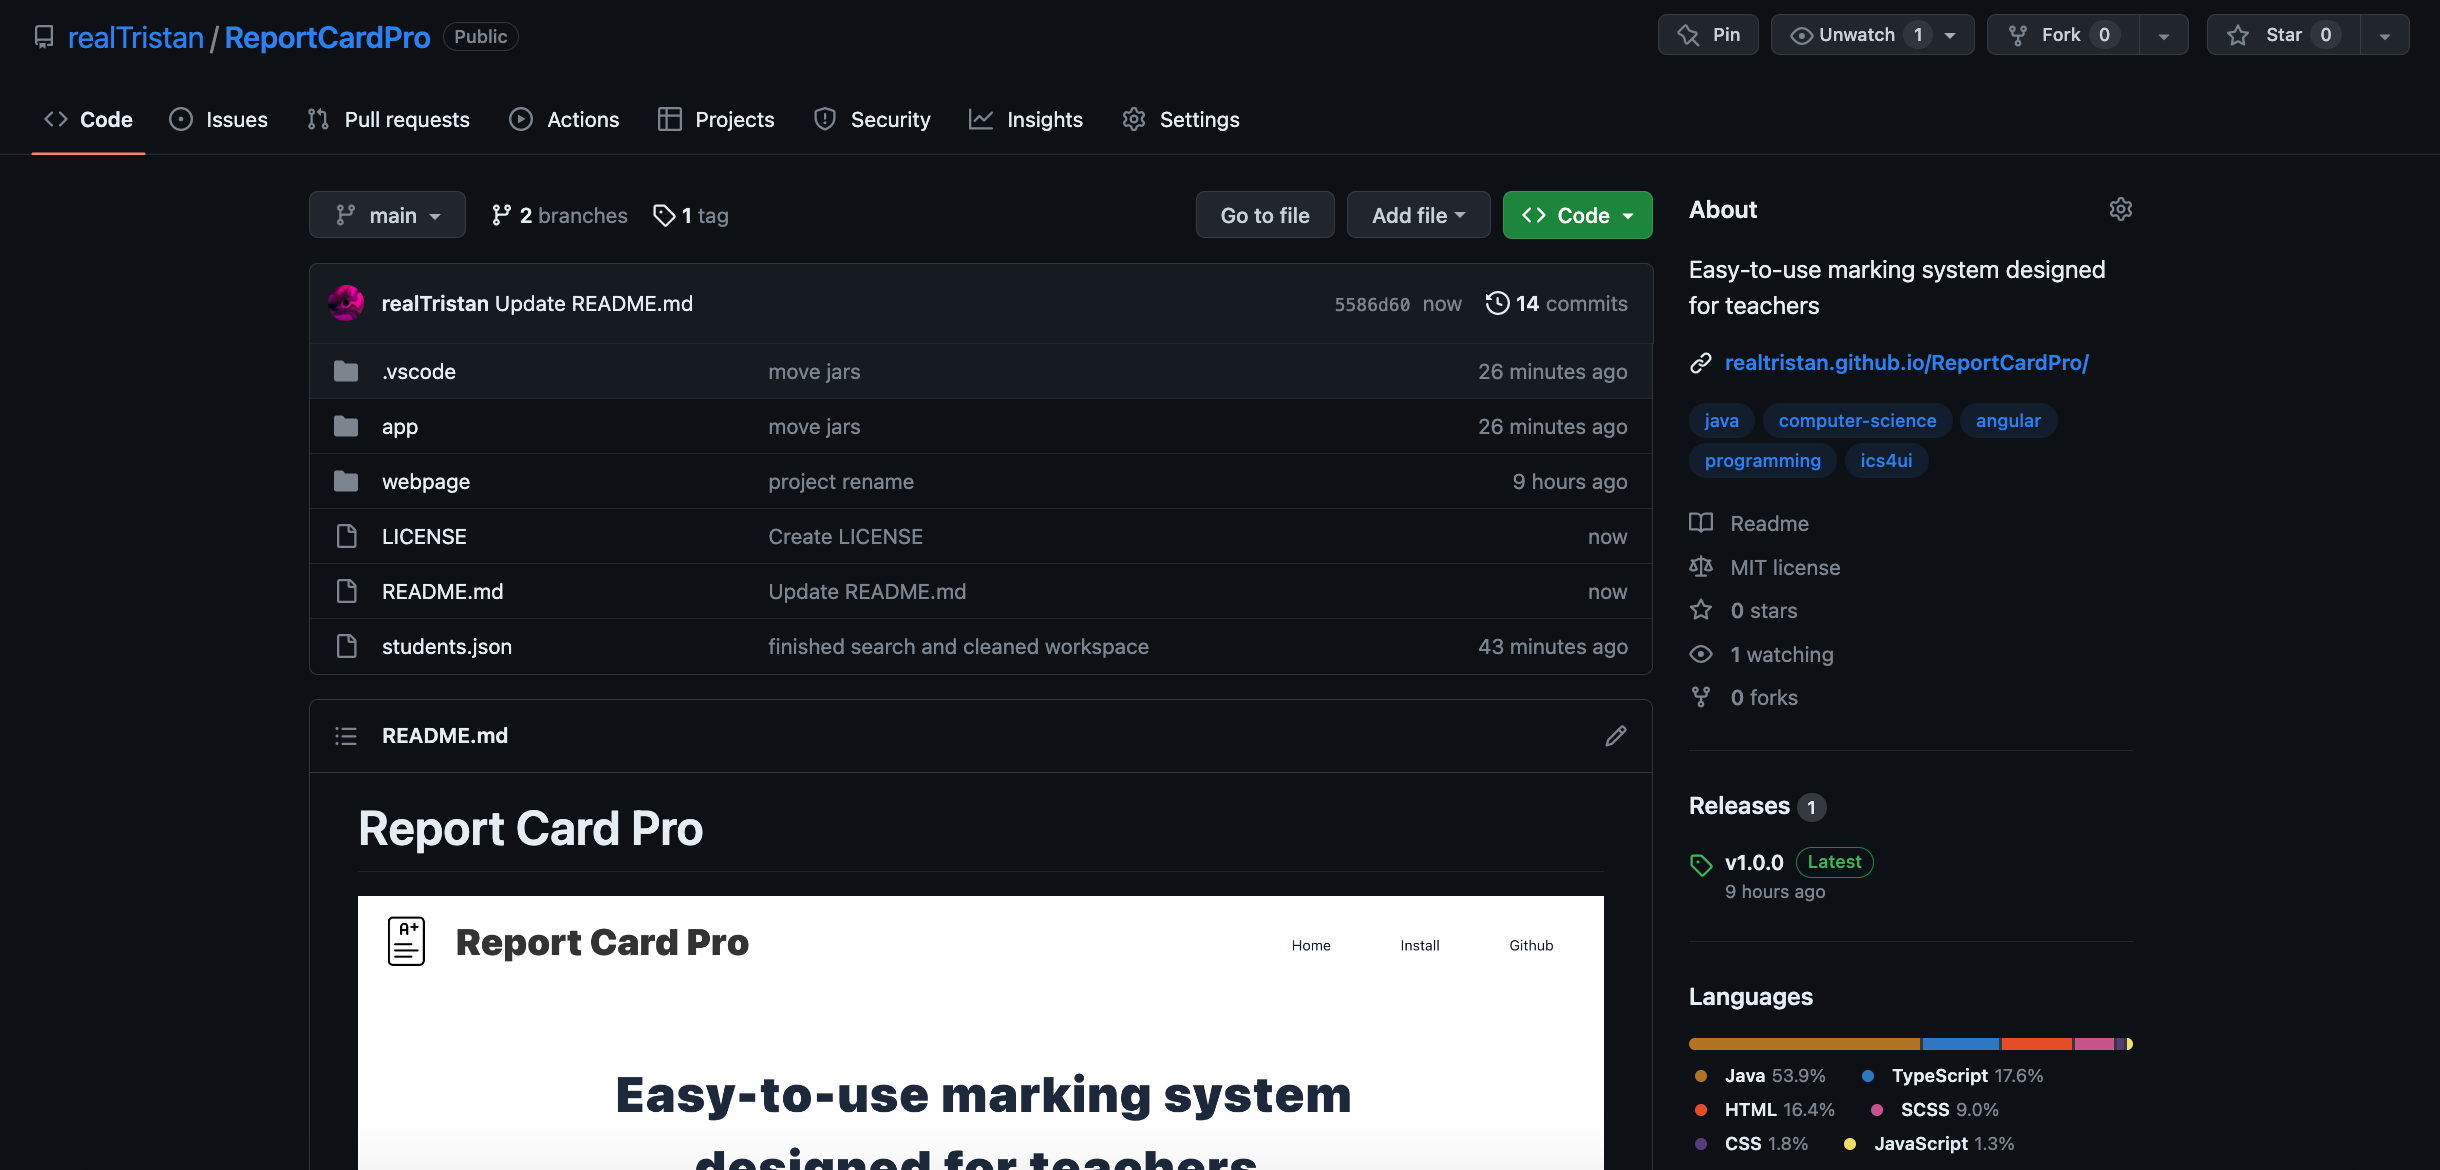 realTristan / ReportCardPro Public
Pin
Unwatch 1
Fork 0
Star 0
Code
Issues
Pull requests
Actions
Projects
Security
Insights
Settings
main
2 branches
1 tag
Go to file
Add file
Code
realTristan Update README.md
5586d60 now
14 commits
.vscode
move jars
26 minutes ago
app
move jars
26 minutes ago
webpage
project rename
9 hours ago
LICENSE
Create LICENSE
now
README.md
Update README.md
now
students.json
finished search and cleaned workspace
43 minutes ago
README.md
Report Card Pro
A+
Report Card Pro
Home
Install
Github
Easy-to-use marking system
designed for teachers
About
Easy-to-use marking system designed
for teachers
realtristan.github.io/ReportCardPro/
java
computer-science
angular
programming
ics4ui
Readme
MIT license
0 stars
1 watching
0 forks
Releases 1
v1.0.0 Latest
9 hours ago
Languages
Java 53.9%
TypeScript 17.6%
HTML 16.4%
SCSS 9.0%
CSS 1.8%
JavaScript 1.3%